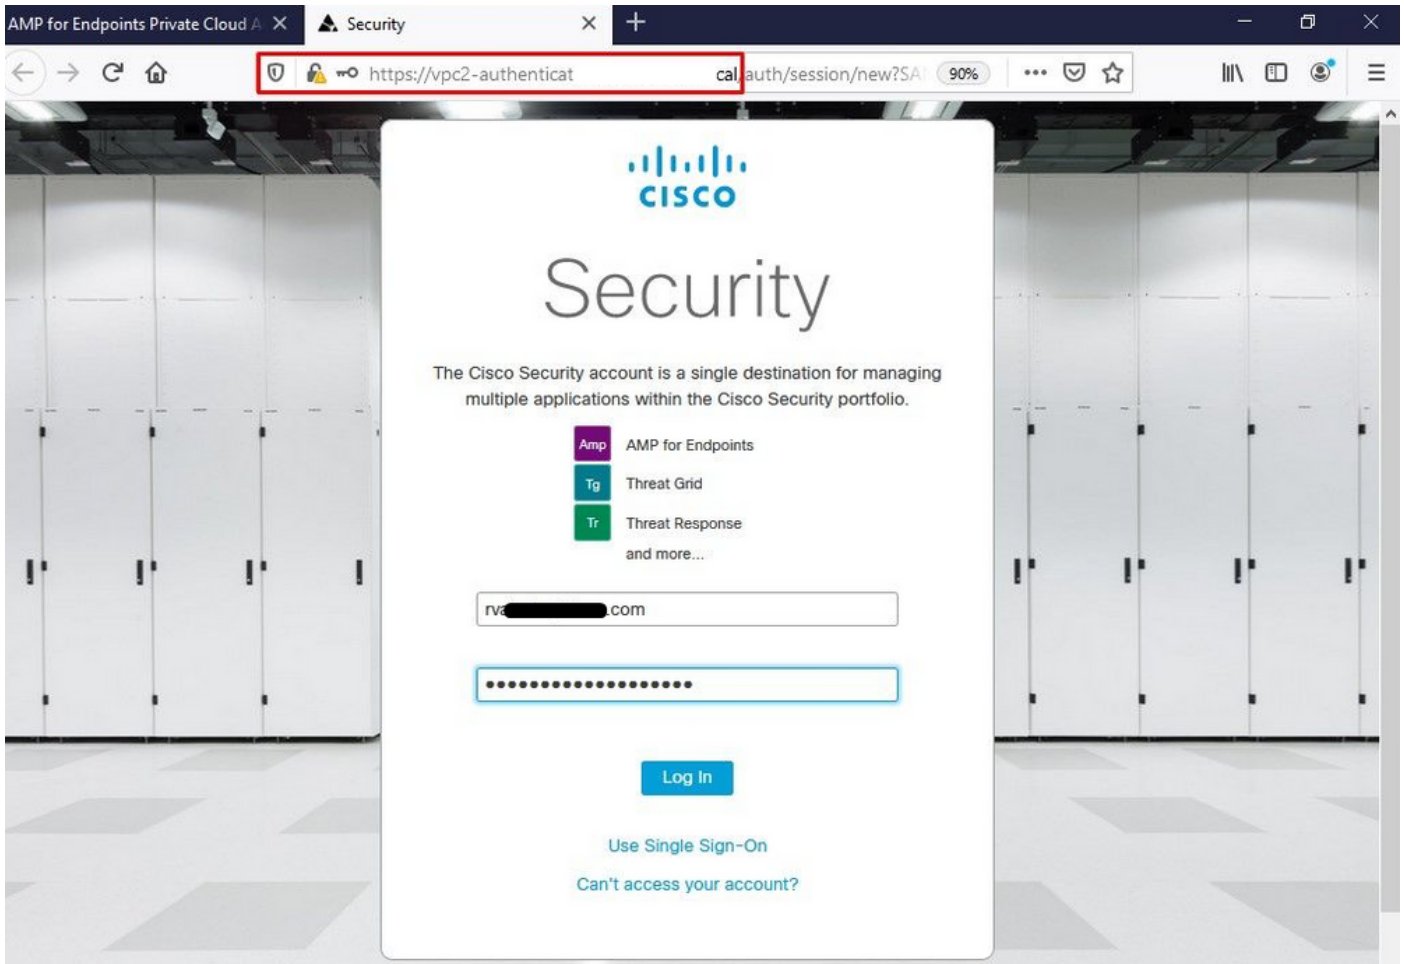 AMP for Endpoints Private Cloud A
Security
https://vpc2-authenticat cal/auth/session/new?SA
90%
CISCO
Security
The Cisco Security account is a single destination for managing
multiple applications within the Cisco Security portfolio.
Amp AMP for Endpoints
Tg Threat Grid
Tr Threat Response
and more...
rva .com
Log In
Use Single Sign-On
Can't access your account?